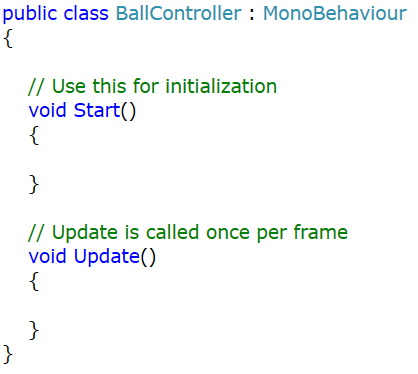 public class BallController : MonoBehaviour
{
// Use this for initialization
void Start()
{
}
// Update is called once per frame
void Update()
{
}
}